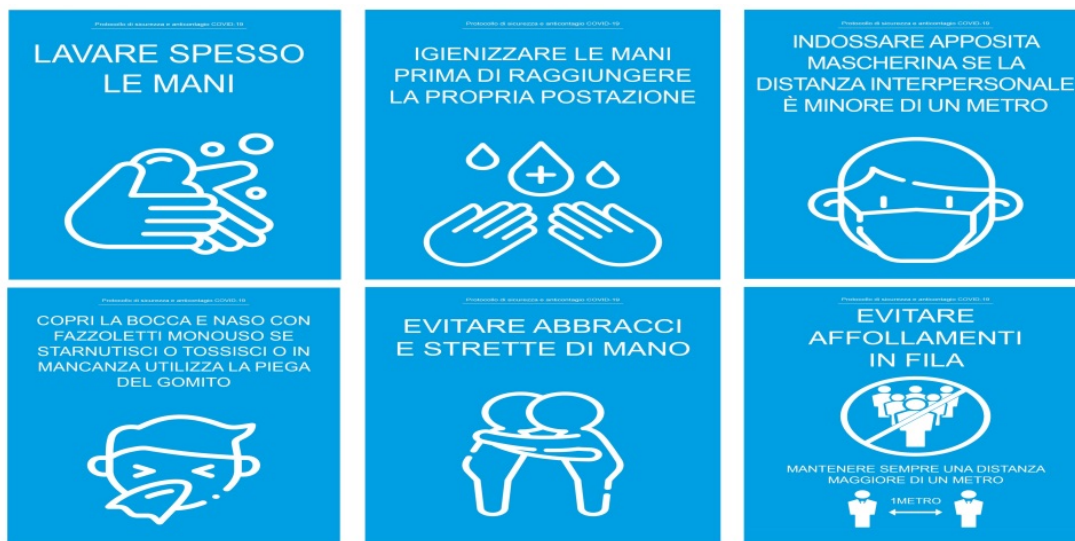 Protocollo di sicurezza e anticontagio COVID-19
LAVARE SPESSO
LE MANI
Protocollo di sicurezza e anticontagio COVID-19
IGIENIZZARE LE MANI
PRIMA DI RAGGIUNGERE
LA PROPRIA POSTAZIONE
Protocollo di sicurezza e anticontagio COVID-19
INDOSSARE APPOSITA
MASCHERINA SE LA
DISTANZA INTERPERSONALE
È MINORE DI UN METRO
Protocollo di sicurezza e anticontagio COVID-19
COPRI LA BOCCA E NASO CON
FAZZOLETTI MONOUSO SE
STARNUTISCI O TOSSISCI O IN
MANCANZA UTILIZZA LA PIEGA
DEL GOMITO
Protocollo di sicurezza e anticontagio COVID-19
EVITARE ABBRACCI
E STRETTE DI MANO
Protocollo di sicurezza e anticontagio COVID-19
EVITARE
AFFOLLAMENTI
IN FILA
MANTENERE SEMPRE UNA DISTANZA
MAGGIORE DI UN METRO
1METRO